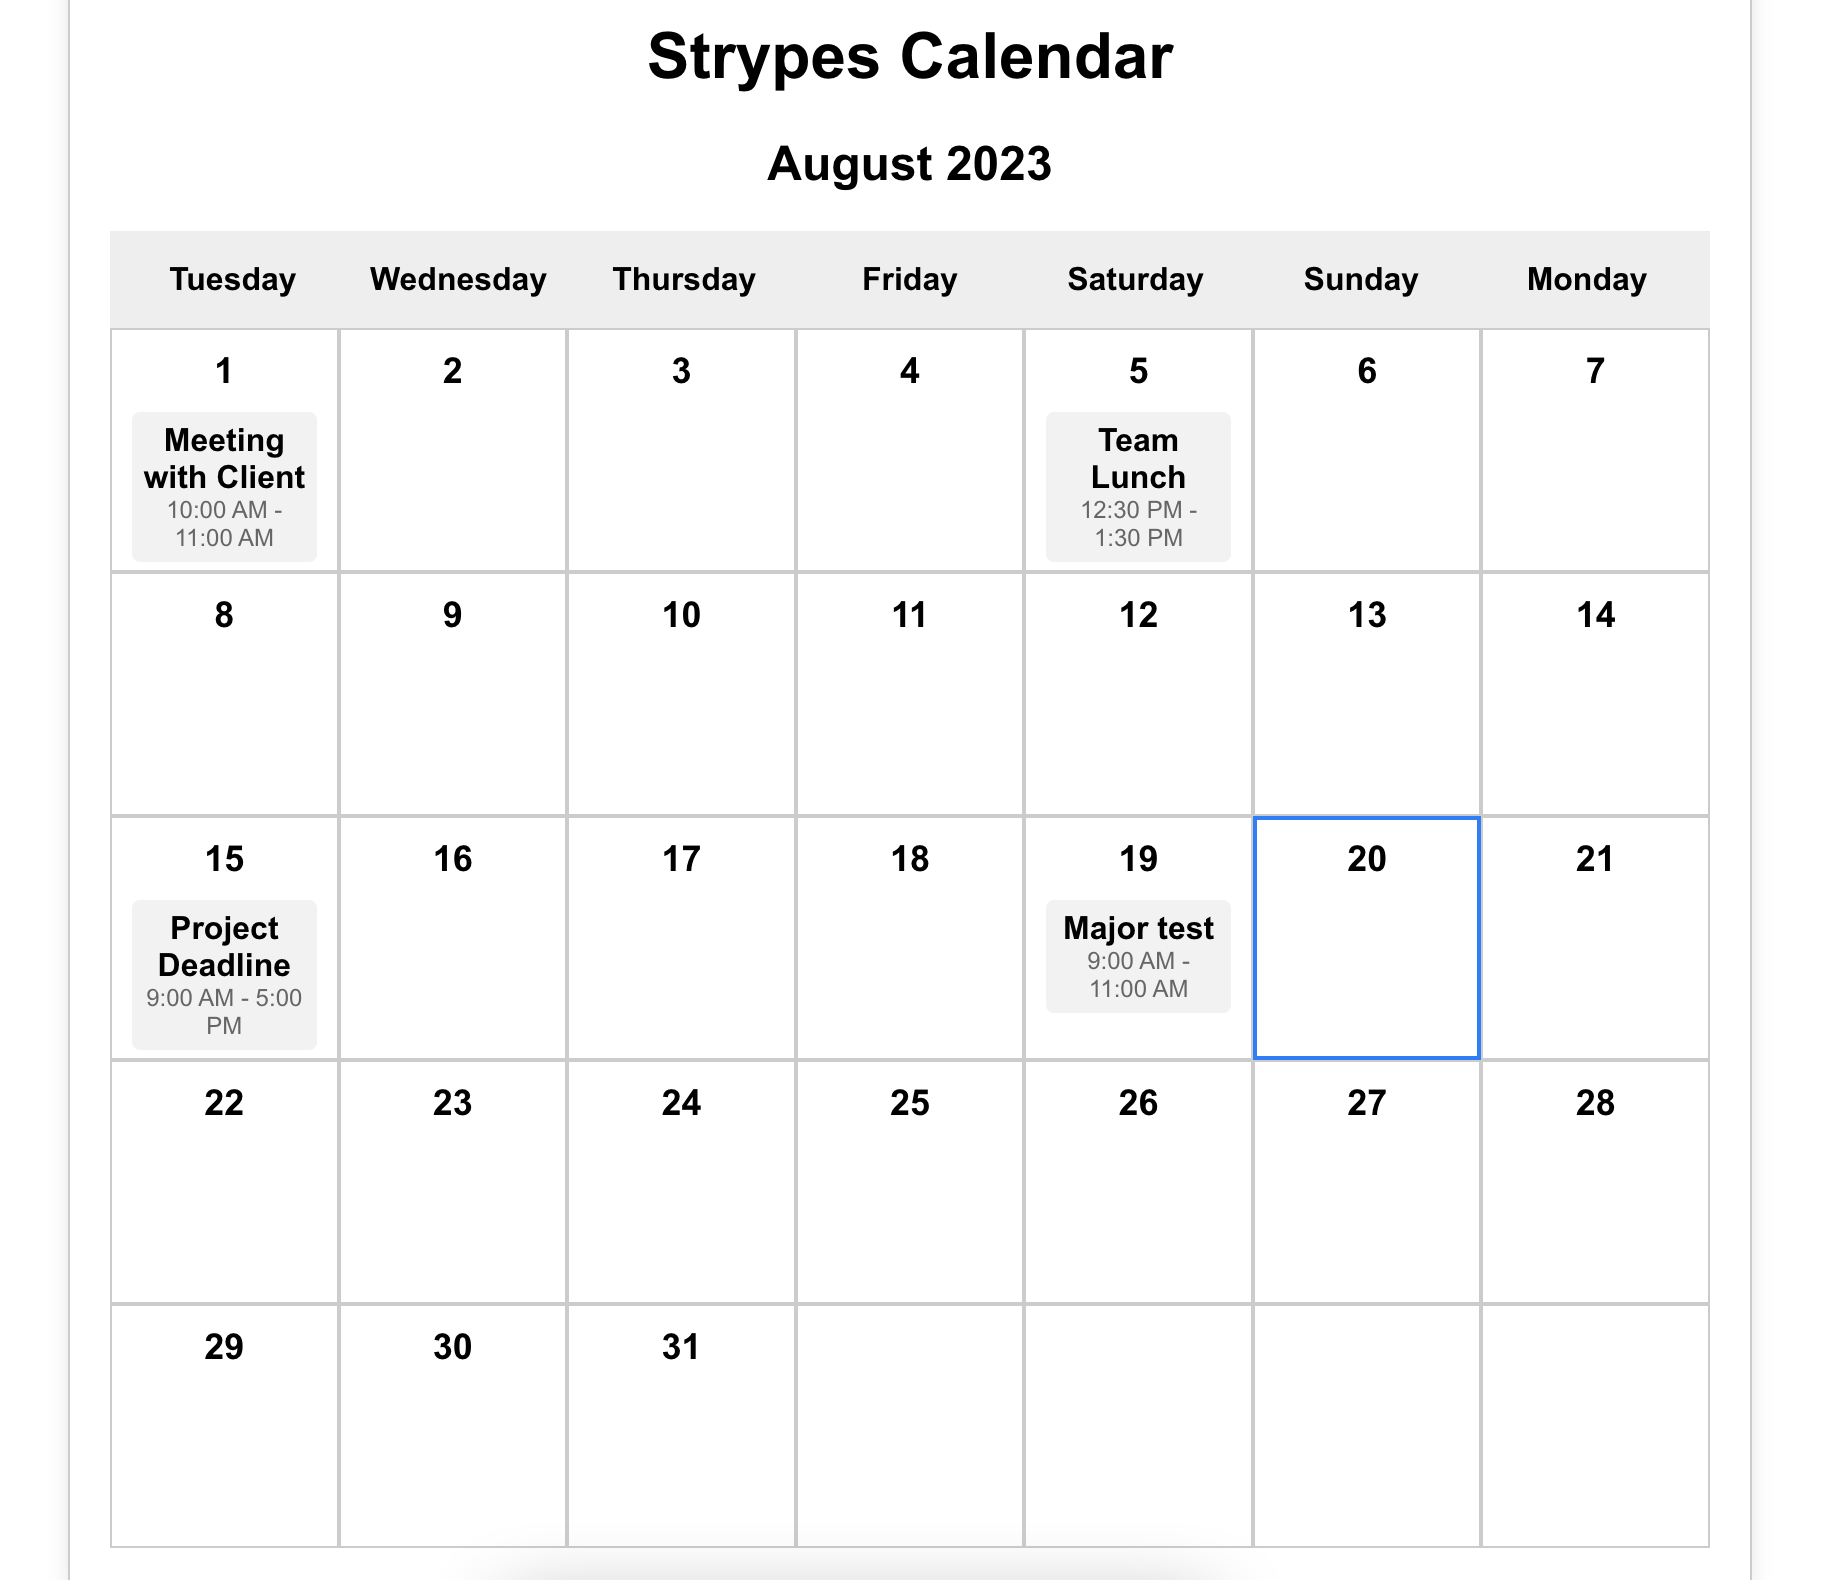 Strypes Calendar
August 2023
Tuesday Wednesday Thursday Friday Saturday Sunday Monday
1 2 3 4 5 6 7
Meeting
with Client
10:00 AM -
11:00 AM
Team
Lunch
12:30 PM -
1:30 PM
8 9 10 11 12 13 14
15 16 17 18 19 20 21
Project
Deadline
9:00 AM - 5:00
PM
Major test
9:00 AM -
11:00 AM
22 23 24 25 26 27 28
29 30 31